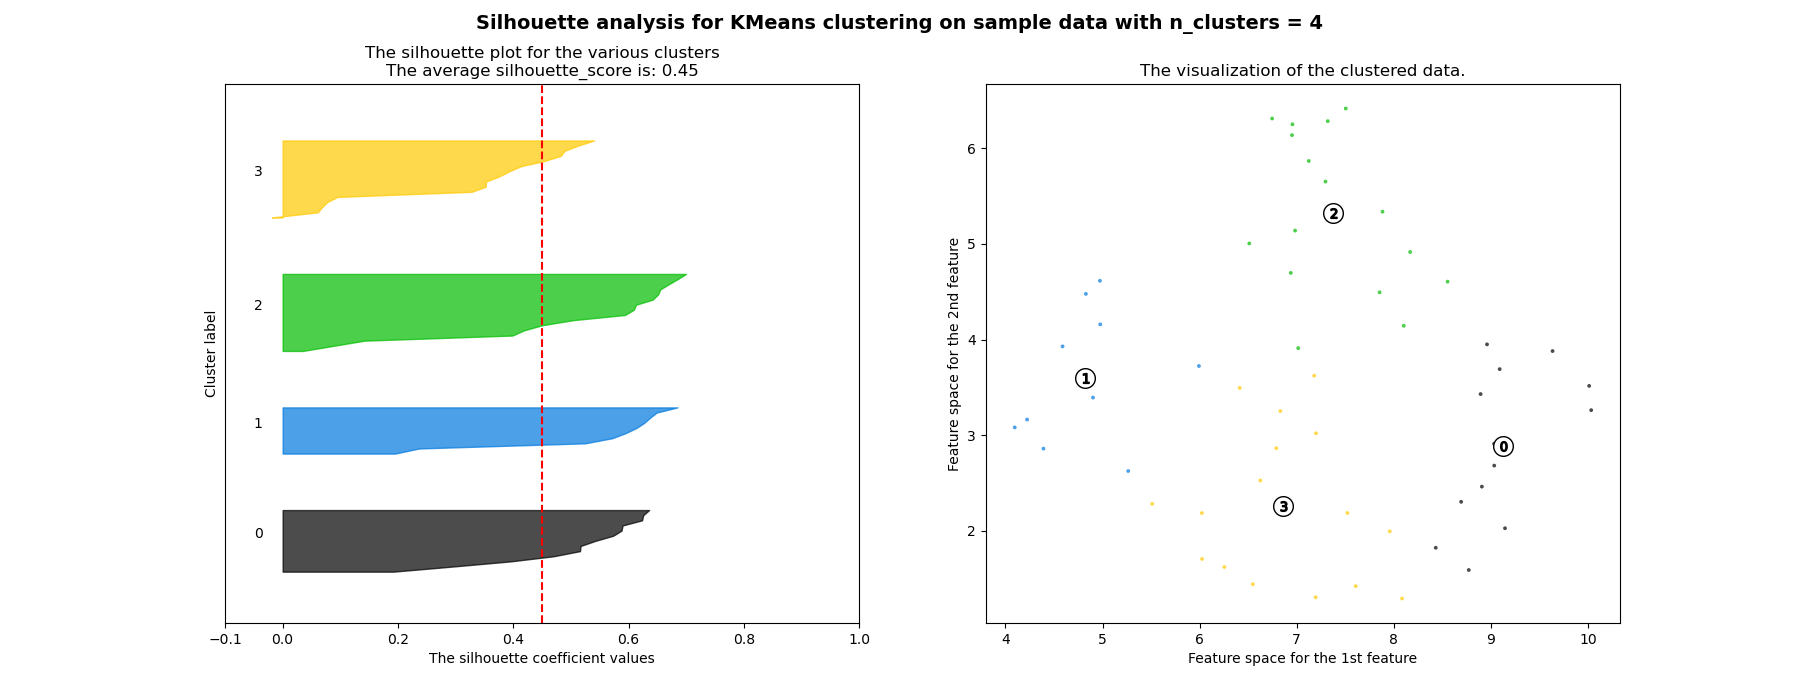 Silhouette analysis for KMeans clustering on sample data with n_clusters = 4
The silhouette plot for the various clusters
The average silhouette_score is: 0.45
3
2
1
0
Cluster label
−0.1 0.0 0.2 0.4 0.6 0.8 1.0
The silhouette coefficient values
The visualization of the clustered data.
6
5
4
3
2
Feature space for the 2nd feature
2
1
0
3
4 5 6 7 8 9 10
Feature space for the 1st feature